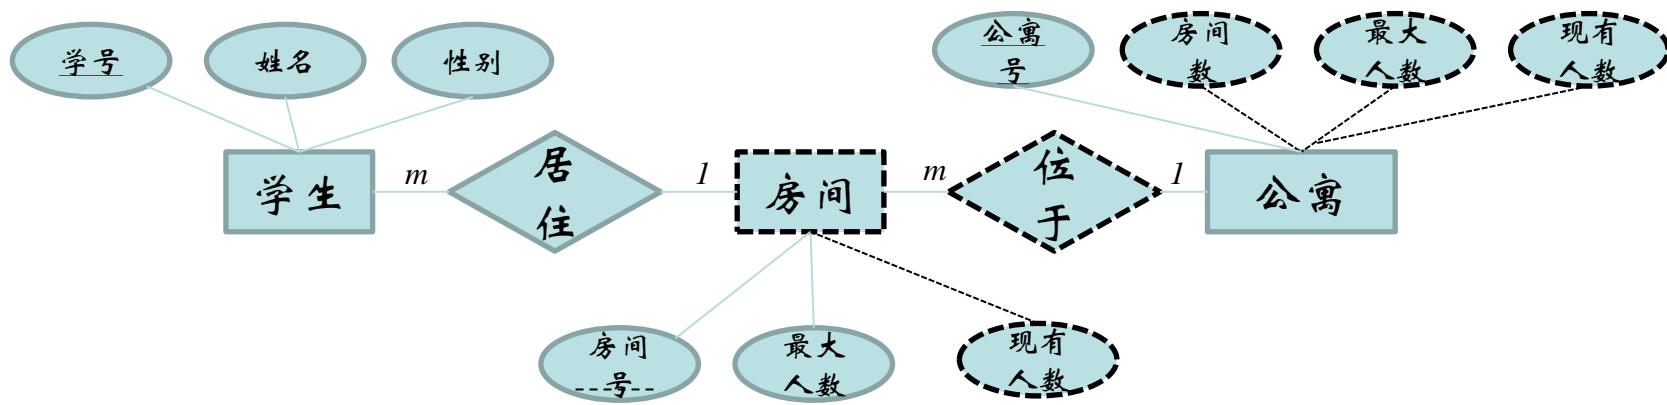 学号
姓名
性别
公寓
号
房间
数
最大
人数
现有
人数
学生
m
居
住
1
房间
m
位
于
1
公寓
房间
号
最大
人数
现有
人数